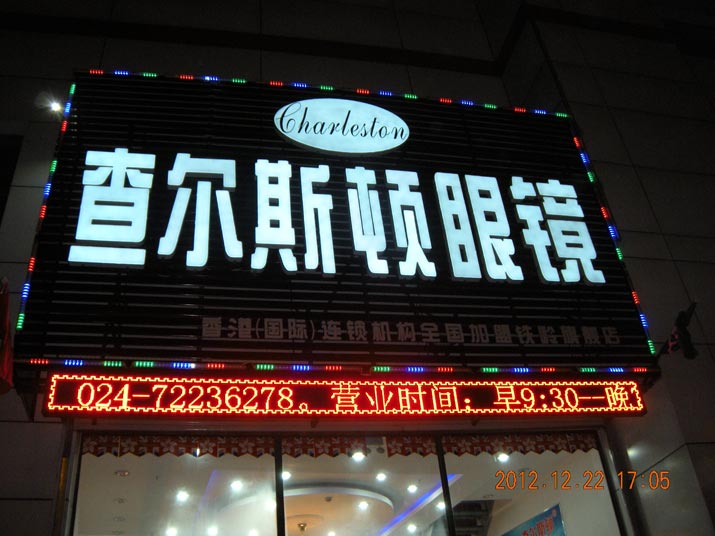 Charleston
查尔斯顿眼镜
香港(国际)连锁机构全国加盟铁岭旗舰店
024-72236278。营业时间：早9:30—晚
2012.12.22 17:05